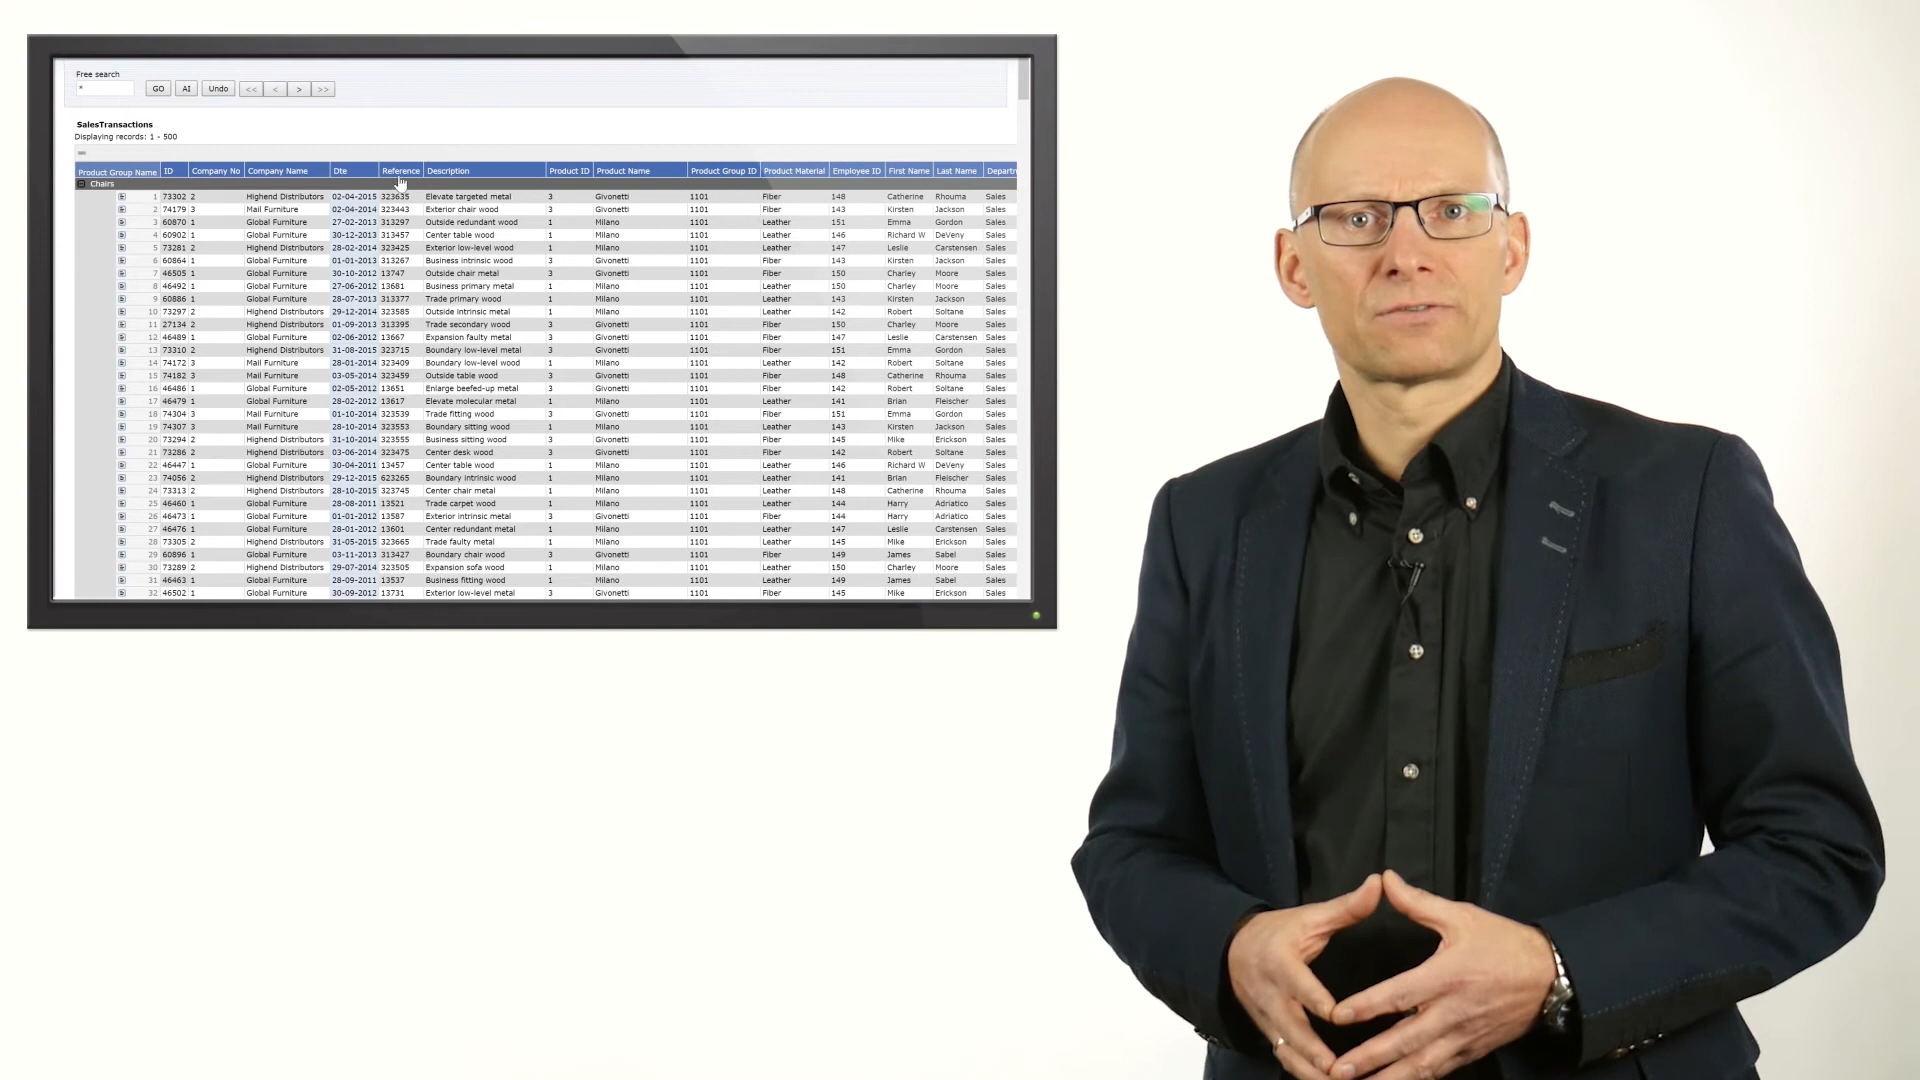 Free search
*
GO AI Undo << < > >>
SalesTransactions
Displaying records: 1 - 500
Product Group Name ID Company No Company Name Dte Reference Description Product ID Product Name Product Group ID Product Material Employee ID First Name Last Name Departm
Chairs
1 73302 2 Highend Distributors 02-04-2015 323635 Elevate targeted metal 3 Givonetti 1101 Fiber 148 Catherine Rhouma Sales
2 74179 3 Mail Furniture 02-04-2014 323443 Exterior chair wood 3 Givonetti 1101 Fiber 143 Kirsten Jackson Sales
3 60870 1 Global Furniture 27-02-2013 313297 Outside redundant wood 1 Milano 1101 Leather 151 Emma Gordon Sales
4 60902 1 Global Furniture 30-12-2013 313457 Center table wood 1 Milano 1101 Leather 146 Richard W DeVeny Sales
5 73281 2 Highend Distributors 28-02-2014 323425 Exterior low-level wood 3 Milano 1101 Leather 147 Leslie Carstensen Sales
6 60864 1 Global Furniture 01-01-2013 313267 Business intrinsic wood 3 Givonetti 1101 Fiber 143 Kirsten Jackson Sales
7 46505 1 Global Furniture 30-10-2012 13747 Outside chair metal 3 Givonetti 1101 Leather 150 Charley Moore Sales
8 46492 1 Global Furniture 27-06-2012 13681 Business primary metal 1 Milano 1101 Leather 150 Charley Moore Sales
9 60886 1 Global Furniture 28-07-2013 313377 Trade primary wood 1 Milano 1101 Leather 143 Kirsten Jackson Sales
10 73297 2 Highend Distributors 29-12-2014 323585 Outside intrinsic metal 1 Milano 1101 Leather 142 Robert Soltane Sales
11 27134 2 Highend Distributors 01-09-2013 313395 Trade secondary wood 3 Givonetti 1101 Fiber 150 Charley Moore Sales
12 46489 1 Global Furniture 02-06-2012 13667 Expansion faulty metal 3 Givonetti 1101 Fiber 147 Leslie Carstensen Sales
13 73310 2 Highend Distributors 31-08-2015 323715 Boundary low-level metal 3 Givonetti 1101 Fiber 151 Emma Gordon Sales
14 74172 3 Mail Furniture 28-01-2014 323409 Boundary low-level wood 1 Milano 1101 Leather 142 Robert Soltane Sales
15 74182 3 Mail Furniture 03-05-2014 323459 Outside table wood 3 Givonetti 1101 Fiber 148 Catherine Rhouma Sales
16 46486 1 Global Furniture 02-05-2012 13651 Enlarge beefed-up metal 3 Givonetti 1101 Fiber 142 Robert Soltane Sales
17 46479 1 Global Furniture 28-02-2012 13617 Elevate molecular metal 1 Milano 1101 Leather 141 Brian Fleischer Sales
18 74304 3 Mail Furniture 01-10-2014 323539 Trade fitting wood 3 Givonetti 1101 Fiber 151 Emma Gordon Sales
19 74307 3 Mail Furniture 28-10-2014 323553 Boundary sitting wood 1 Milano 1101 Leather 143 Kirsten Jackson Sales
20 73294 2 Highend Distributors 31-10-2014 323555 Business sitting wood 3 Givonetti 1101 Fiber 145 Mike Erickson Sales
21 73286 2 Highend Distributors 03-06-2014 323475 Center desk wood 3 Givonetti 1101 Fiber 142 Robert Soltane Sales
22 46447 1 Global Furniture 30-04-2011 13457 Center table wood 1 Milano 1101 Leather 146 Richard W DeVeny Sales
23 74056 2 Highend Distributors 29-12-2015 623265 Boundary intrinsic wood 1 Milano 1101 Leather 141 Brian Fleischer Sales
24 73313 2 Highend Distributors 28-10-2015 323745 Center chair metal 1 Milano 1101 Leather 148 Catherine Rhouma Sales
25 46460 1 Global Furniture 28-08-2011 13521 Trade carpet wood 1 Milano 1101 Leather 144 Harry Adriatico Sales
26 46473 1 Global Furniture 01-01-2012 13587 Exterior intrinsic metal 3 Givonetti 1101 Fiber 144 Harry Adriatico Sales
27 46476 1 Global Furniture 28-01-2012 13601 Center redundant metal 1 Milano 1101 Leather 147 Leslie Carstensen Sales
28 73305 2 Highend Distributors 31-05-2015 323665 Trade faulty metal 1 Milano 1101 Leather 145 Mike Erickson Sales
29 60896 1 Global Furniture 03-11-2013 313427 Boundary chair wood 3 Givonetti 1101 Fiber 149 James Sabel Sales
30 73289 2 Highend Distributors 29-07-2014 323505 Expansion sofa wood 1 Milano 1101 Leather 150 Charley Moore Sales
31 46463 1 Global Furniture 28-09-2011 13537 Business fitting wood 1 Milano 1101 Leather 149 James Sabel Sales
32 46502 1 Global Furniture 30-09-2012 13731 Exterior low-level metal 3 Givonetti 1101 Fiber 145 Mike Erickson Sales